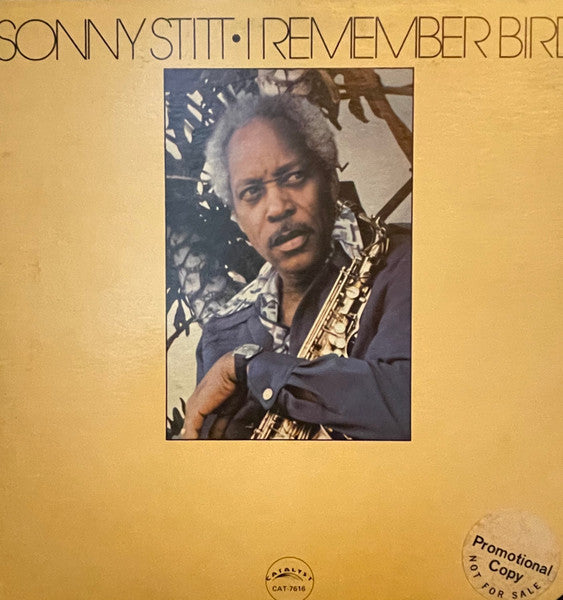 SONNY STITT • I REMEMBER BIRD
CATALYST
CAT-7616
Promotional
Copy
NOT FOR SALE